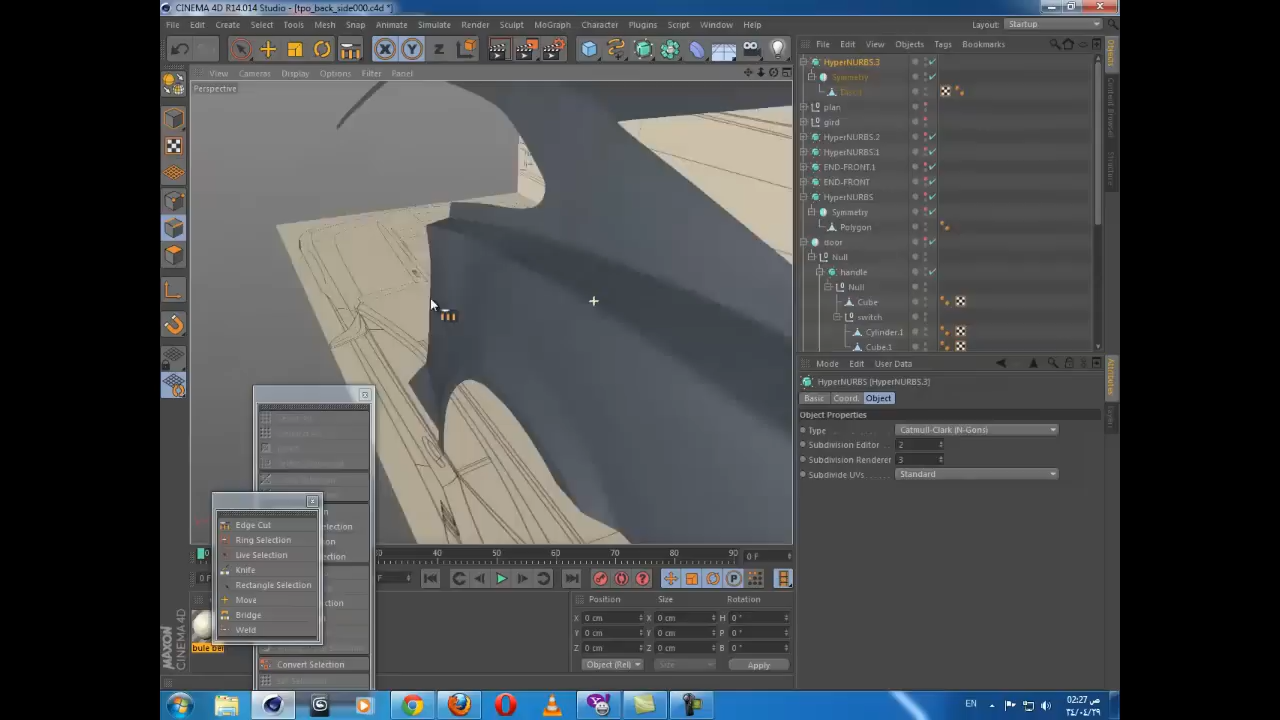 CINEMA 4D R14.014 Studio - [tpo_back_side000.c4d *]
File Edit Create Select Tools Mesh Snap Animate Simulate Render Sculpt MoGraph Character Plugins Script Window Help
Layout: Startup
View Cameras Display Options Filter Panel
Perspective
File Edit View Objects Tags Bookmarks
HyperNURBS.3
Symmetry
plan
gird
HyperNURBS.2
HyperNURBS.1
END-FRONT.1
END-FRONT
HyperNURBS
Symmetry
Polygon
door
Null
handle
Null
Cube
switch
Cylinder.1
Cube.1
Objects
Content Browser
Structure
Mode Edit User Data
HyperNURBS [HyperNURBS.3]
Basic Coord. Object
Object Properties
Type Catmull-Clark (N-Gons)
Subdivision Editor 2
Subdivision Renderer 3
Subdivide UVs Standard
Attributes
Layers
Edge Cut
Ring Selection
Live Selection
Knife
Rectangle Selection
Move
Bridge
Weld
Convert Selection
40 50 60 70 80 90 0 F
Position Size Rotation
X 0 cm X 0 cm H 0 °
Y 0 cm Y 0 cm P 0 °
Z 0 cm Z 0 cm B 0 °
Object (Rel) Size Apply
MAXON CINEMA 4D
EN
02:27 ص